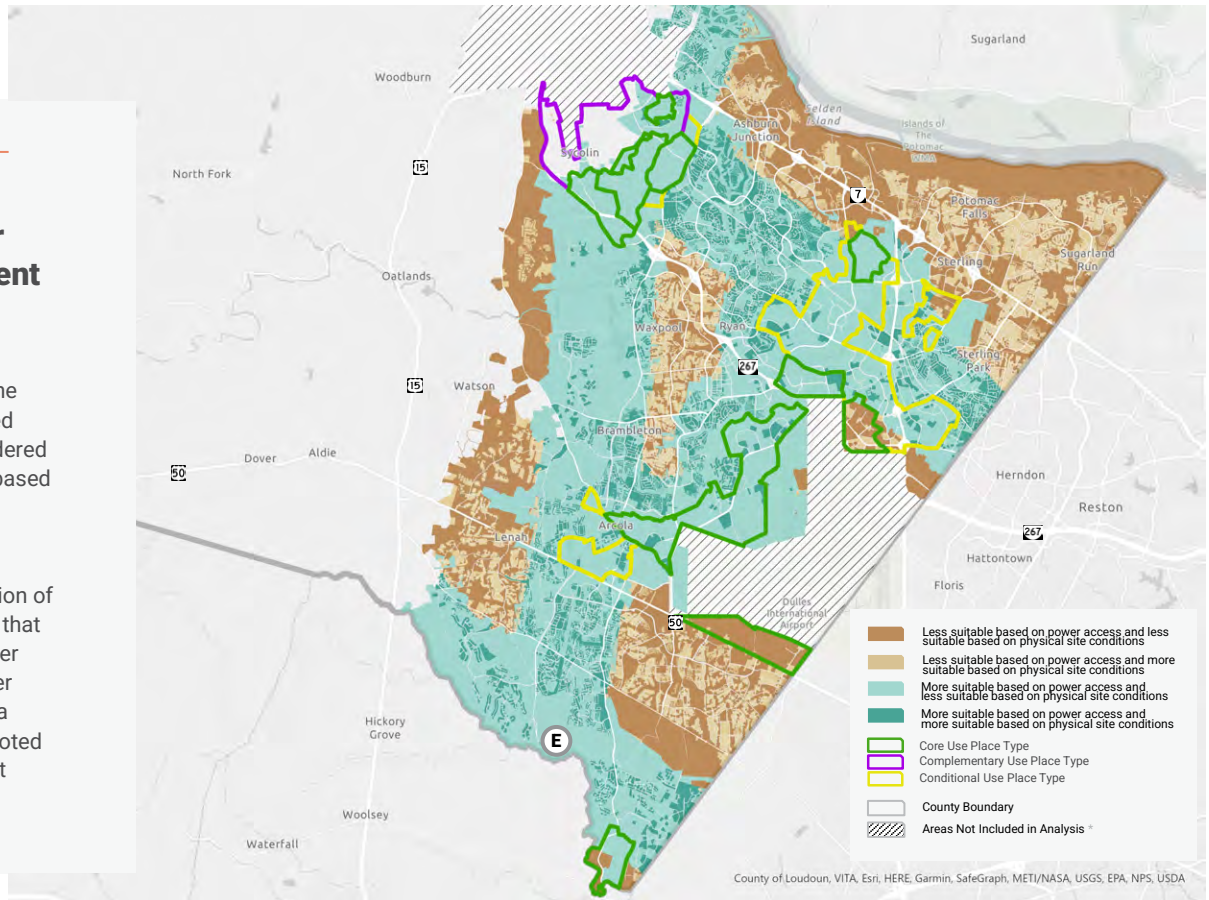 r
ent
he
ed
dered
based
ion of
that
er
er
a
oted
t
Sugarland
Woodburn
Selden
Island
Islands of
The
Potomac
WMA
Ashburn
Junction
Sycolin
15
North Fork
7
Potomac
Falls
Sugarland
Run
Sterling
Oatlands
Waxpool
Ryan
Sterling
Park
267
15
Watson
Brambleton
50
Dover
Aldie
Herndon
Reston
Arcola
267
Lenah
Hattontown
Floris
Dulles
International
Airport
50
Hickory
Grove
E
Woolsey
Waterfall
Less suitable based on power access and less
suitable based on physical site conditions
Less suitable based on power access and more
suitable based on physical site conditions
More suitable based on power access and
less suitable based on physical site conditions
More suitable based on power access and
more suitable based on physical site conditions
Core Use Place Type
Complementary Use Place Type
Conditional Use Place Type
County Boundary
Areas Not Included in Analysis *
County of Loudoun, VITA, Esri, HERE, Garmin, SafeGraph, METI/NASA, USGS, EPA, NPS, USDA